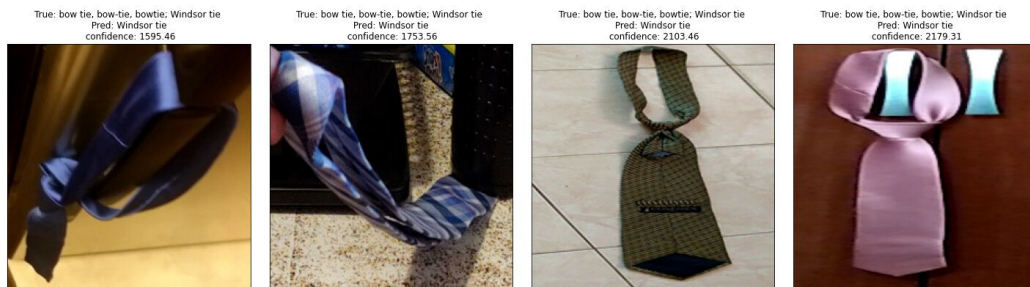 True: bow tie, bow-tie, bowtie; Windsor tie
Pred: Windsor tie
confidence: 1595.46
True: bow tie, bow-tie, bowtie; Windsor tie
Pred: Windsor tie
confidence: 1753.56
True: bow tie, bow-tie, bowtie; Windsor tie
Pred: Windsor tie
confidence: 2103.46
True: bow tie, bow-tie, bowtie; Windsor tie
Pred: Windsor tie
confidence: 2179.31